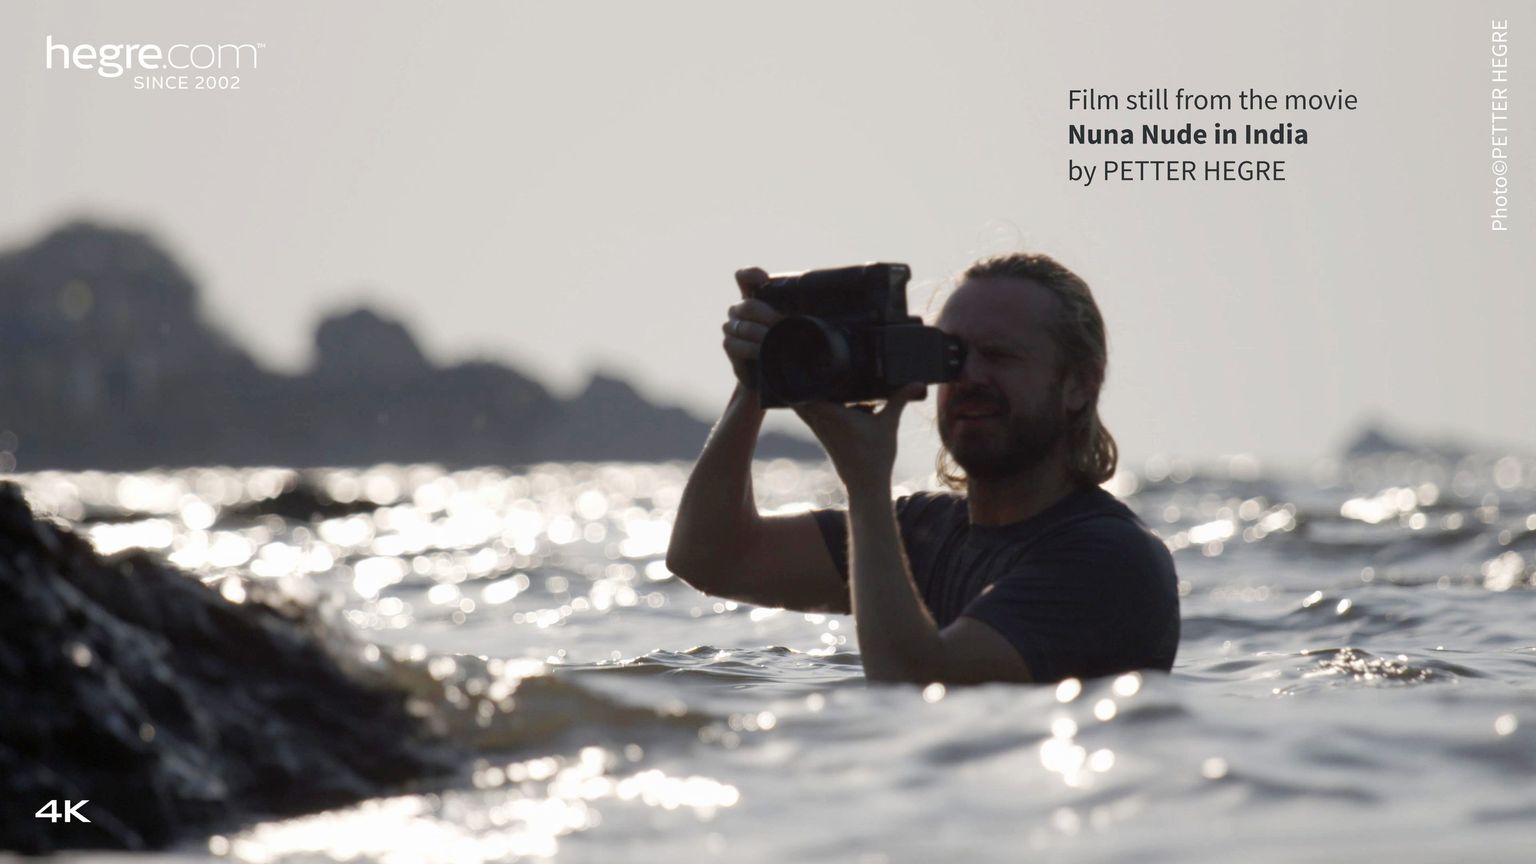 hegre.com™
SINCE 2002
Film still from the movie
Nuna Nude in India
by PETTER HEGRE
Photo©PETTER HEGRE
4K